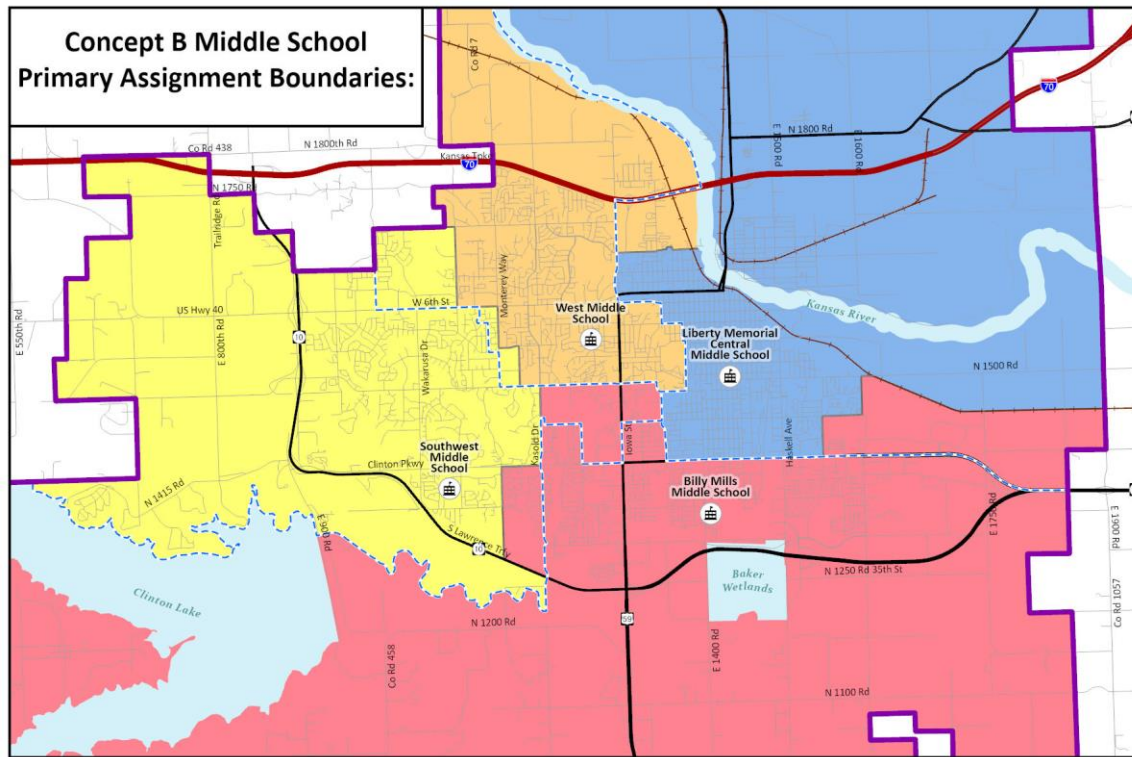 Concept B Middle School
Primary Assignment Boundaries:
Co Rd 7
70
N 1800 Rd
E 1500 Rd
E 1600 Rd
Co Rd 438
N 1800th Rd
Kansas Tpke
70
N 1750 Rd
Trailridge Rd
Monterey Way
W 6th St
US Hwy 40
Kansas River
West Middle
School
Liberty Memorial
Central
Middle School
E 550th Rd
E 800th Rd
10
Wakarusa Dr
N 1500 Rd
Kasold Dr
Iowa St
Haskell Ave
Southwest
Middle
School
Clinton Pkwy
Billy Mills
Middle School
N 1415 Rd
E 900 Rd
S Lawrence Trfy
10
E 1750 Rd
E 1900 Rd
Clinton Lake
Baker
Wetlands
N 1250 Rd 35th St
N 1200 Rd
59
Co Rd 458
E 1400 Rd
Co Rd 1057
N 1100 Rd